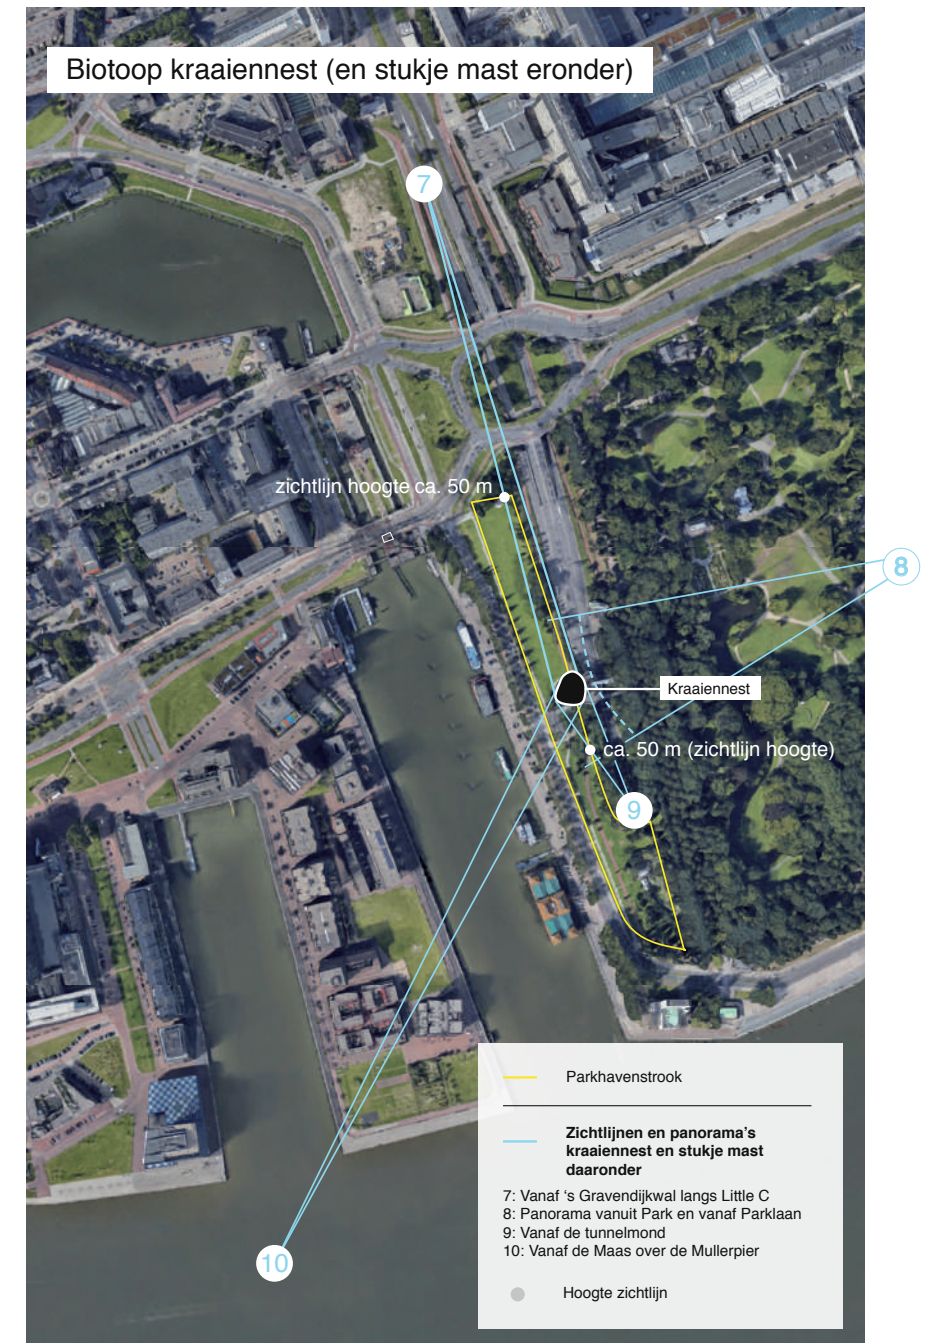 Biotoop kraaiennest (en stukje mast eronder)
7
zichtlijn hoogte ca. 50 m
8
Kraaiennest
ca. 50 m (zichtlijn hoogte)
9
10
Parkhavenstrook
Zichtlijnen en panorama’s
kraaiennest en stukje mast
daaronder
7: Vanaf ‘s Gravendijkwal langs Little C
8: Panorama vanuit Park en vanaf Parklaan
9: Vanaf de tunnelmond
10: Vanaf de Maas over de Mullerpier
Hoogte zichtlijn